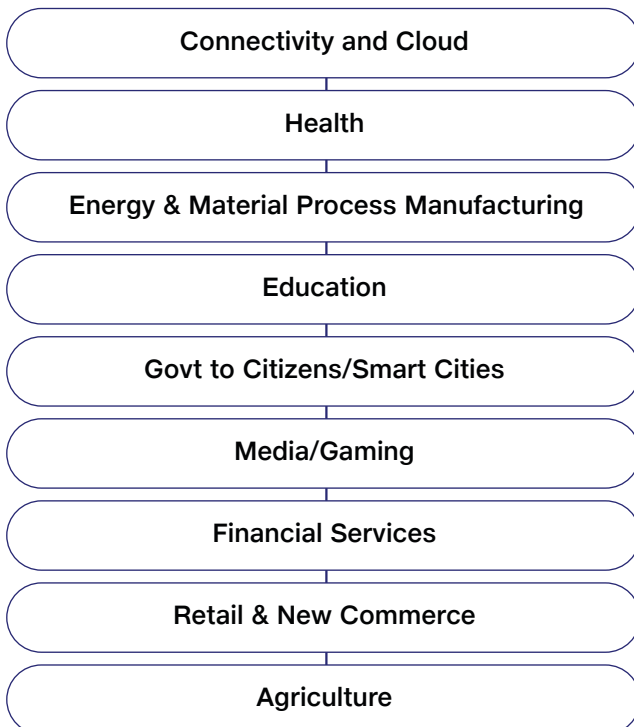 Connectivity and Cloud
Health
Energy & Material Process Manufacturing
Education
Govt to Citizens/Smart Cities
Media/Gaming
Financial Services
Retail & New Commerce
Agriculture